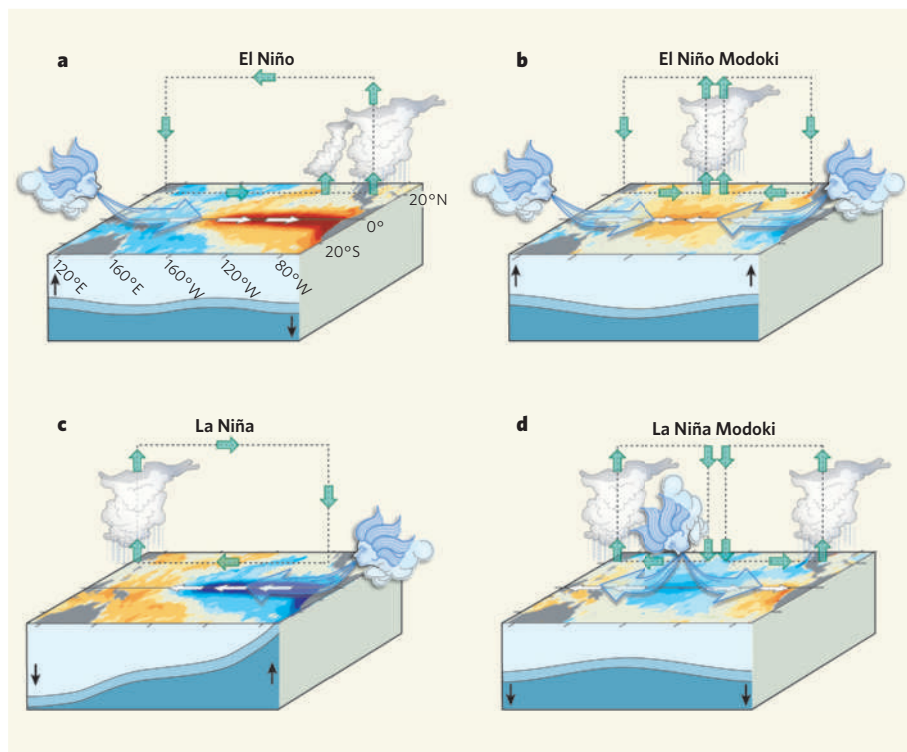 a
El Niño
b
El Niño Modoki
20°N
0°
20°S
120°E
160°E
160°W
120°W
80°W
c
La Niña
d
La Niña Modoki